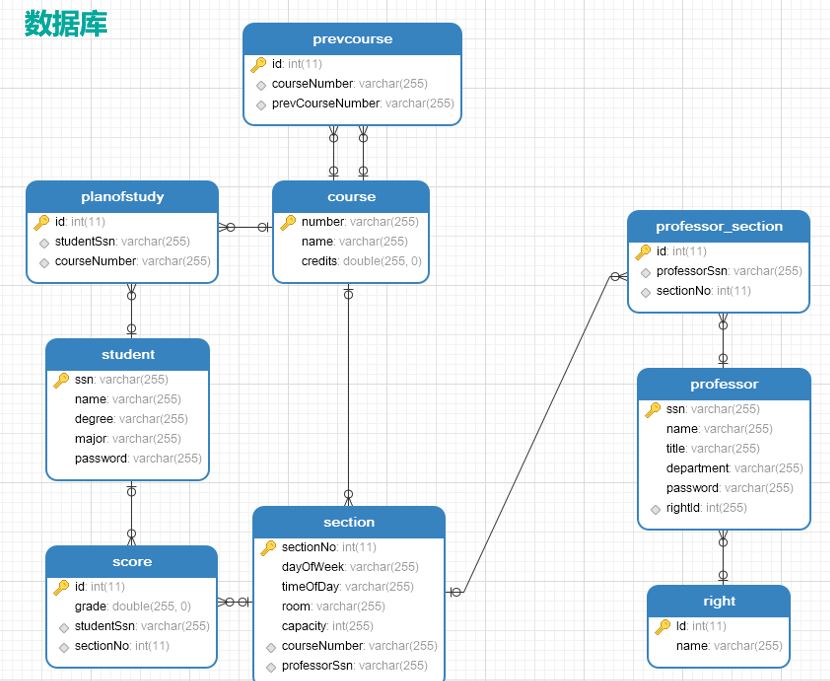 数据库
prevcourse
id: int(11)
courseNumber: varchar(255)
prevCourseNumber: varchar(255)
planofstudy
id: int(11)
studentSsn: varchar(255)
courseNumber: varchar(255)
course
number: varchar(255)
name: varchar(255)
credits: double(255, 0)
professor_section
id: int(11)
professorSsn: varchar(255)
sectionNo: int(11)
student
ssn: varchar(255)
name: varchar(255)
degree: varchar(255)
major: varchar(255)
password: varchar(255)
professor
ssn: varchar(255)
name: varchar(255)
title: varchar(255)
department: varchar(255)
password: varchar(255)
rightId: int(255)
score
id: int(11)
grade: double(255, 0)
studentSsn: varchar(255)
sectionNo: int(11)
section
sectionNo: int(11)
dayOfWeek: varchar(255)
timeOfDay: varchar(255)
room: varchar(255)
capacity: int(255)
courseNumber: varchar(255)
professorSsn: varchar(255)
right
Id: int(11)
name: varchar(255)